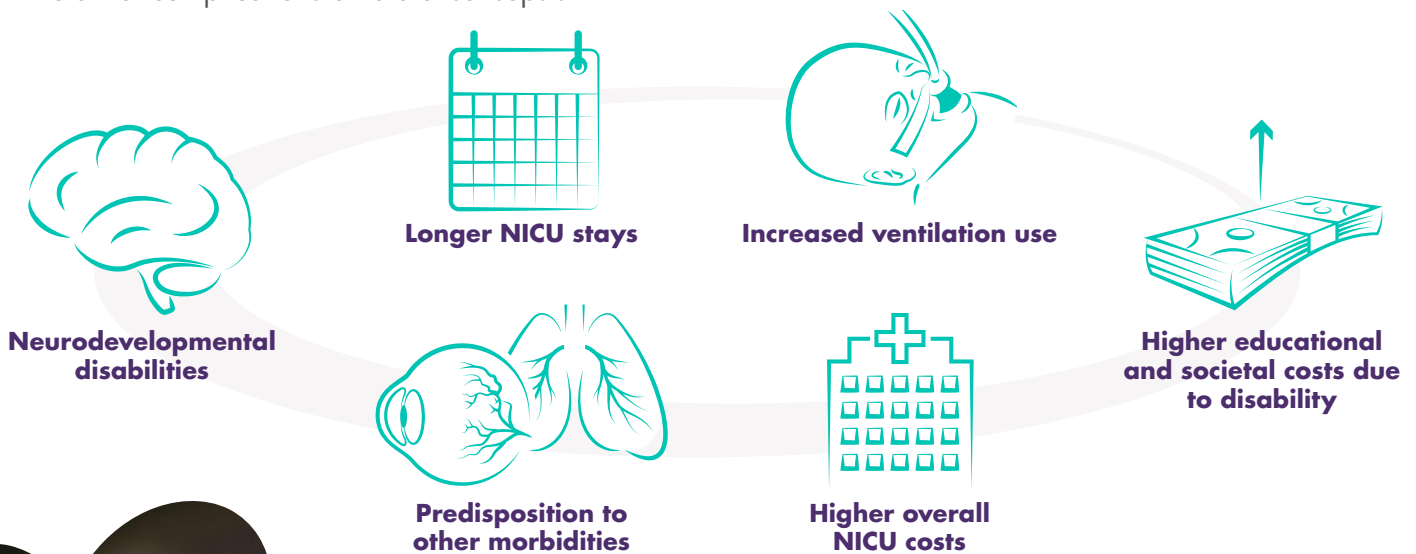 Longer NICU stays
Increased ventilation use
Neurodevelopmental
disabilities
Higher educational
and societal costs due
to disability
Predisposition to
other morbidities
Higher overall
NICU costs